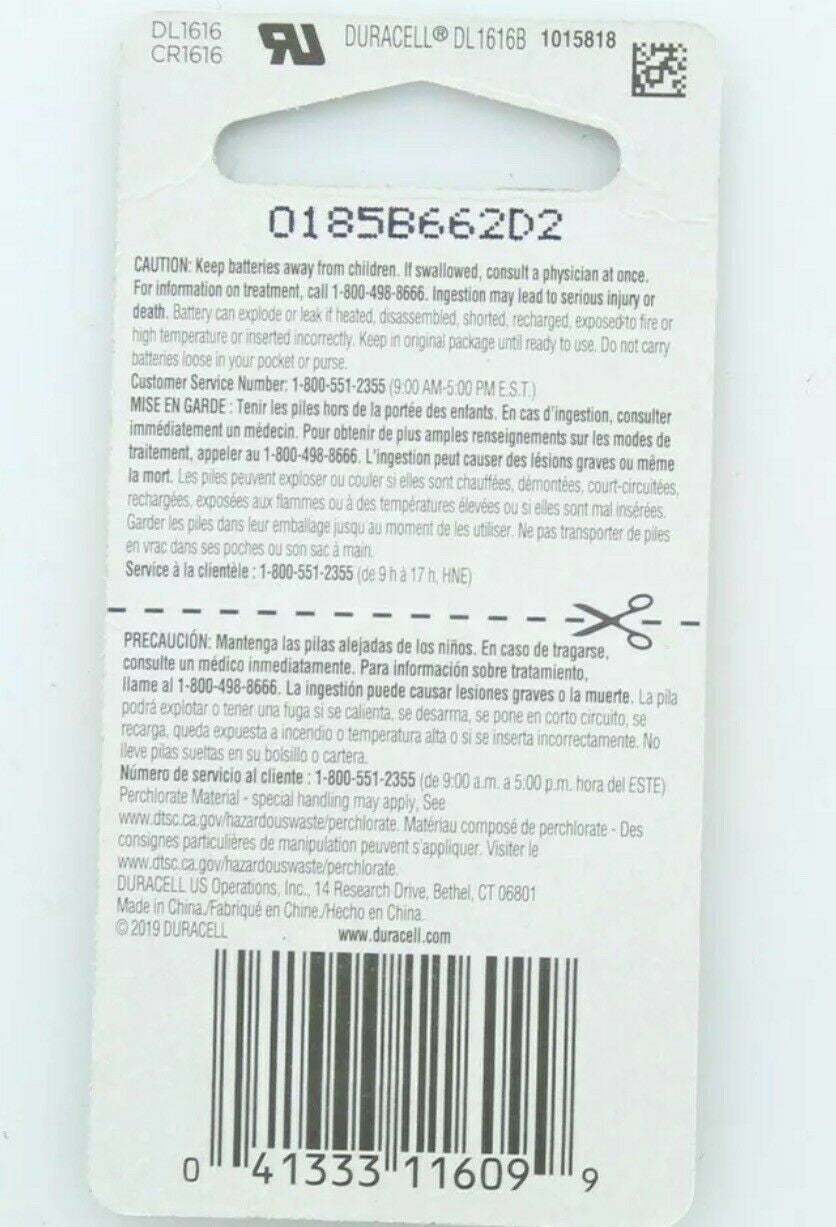 DL1616
CR1616
DURACELL® DL1616B 1015818
0185B662D2
CAUTION: Keep batteries away from children. If swallowed, consult a physician at once.
For information on treatment, call 1-800-498-8666. Ingestion may lead to serious injury or
death. Battery can explode or leak if heated, disassembled, shorted, recharged, exposed to fire or
high temperature or inserted incorrectly. Keep in original package until ready to use. Do not carry
batteries loose in your pocket or purse.
Customer Service Number: 1-800-551-2355 (9:00 AM-5:00 PM E.S.T.)
MISE EN GARDE : Tenir les piles hors de la portée des enfants. En cas d'ingestion, consulter
immédiatement un médecin. Pour obtenir de plus amples renseignements sur les modes de
traitement, appeler au 1-800-498-8666. L'ingestion peut causer des lésions graves ou même
la mort. Les piles peuvent exploser ou couler si elles sont chauffées, démontées, court-circuitées,
rechargées, exposées aux flammes ou à des températures élevées ou si elles sont mal insérées.
Garder les piles dans leur emballage jusqu au moment de les utiliser. Ne pas transporter de piles
en vrac dans ses poches ou son sac à main.
Service à la clientèle : 1-800-551-2355 (de 9 h à 17 h, HNE)
PRECAUCIÓN: Mantenga las pilas alejadas de los niños. En caso de tragarse,
consulte un médico inmediatamente. Para información sobre tratamiento,
llame al 1-800-498-8666. La ingestión puede causar lesiones graves o la muerte. La pila
podrá explotar o tener una fuga si se calienta, se desarma, se pone en corto circuito, se
recarga, queda expuesta a incendio o temperatura alta o si se inserta incorrectamente. No
lleve pilas sueltas en su bolsillo o cartera.
Número de servicio al cliente : 1-800-551-2355 (de 9:00 a.m. a 5:00 p.m. hora del ESTE)
Perchlorate Material - special handling may apply, See
www.dtsc.ca.gov/hazardouswaste/perchlorate. Matériau composé de perchlorate - Des
consignes particulières de manipulation peuvent s'appliquer. Visiter le
www.dtsc.ca.gov/hazardouswaste/perchlorate.
DURACELL US Operations, Inc., 14 Research Drive, Bethel, CT 06801
Made in China./Fabriqué en Chine./Hecho en China.
© 2019 DURACELL www.duracell.com
0 41333 11609 9